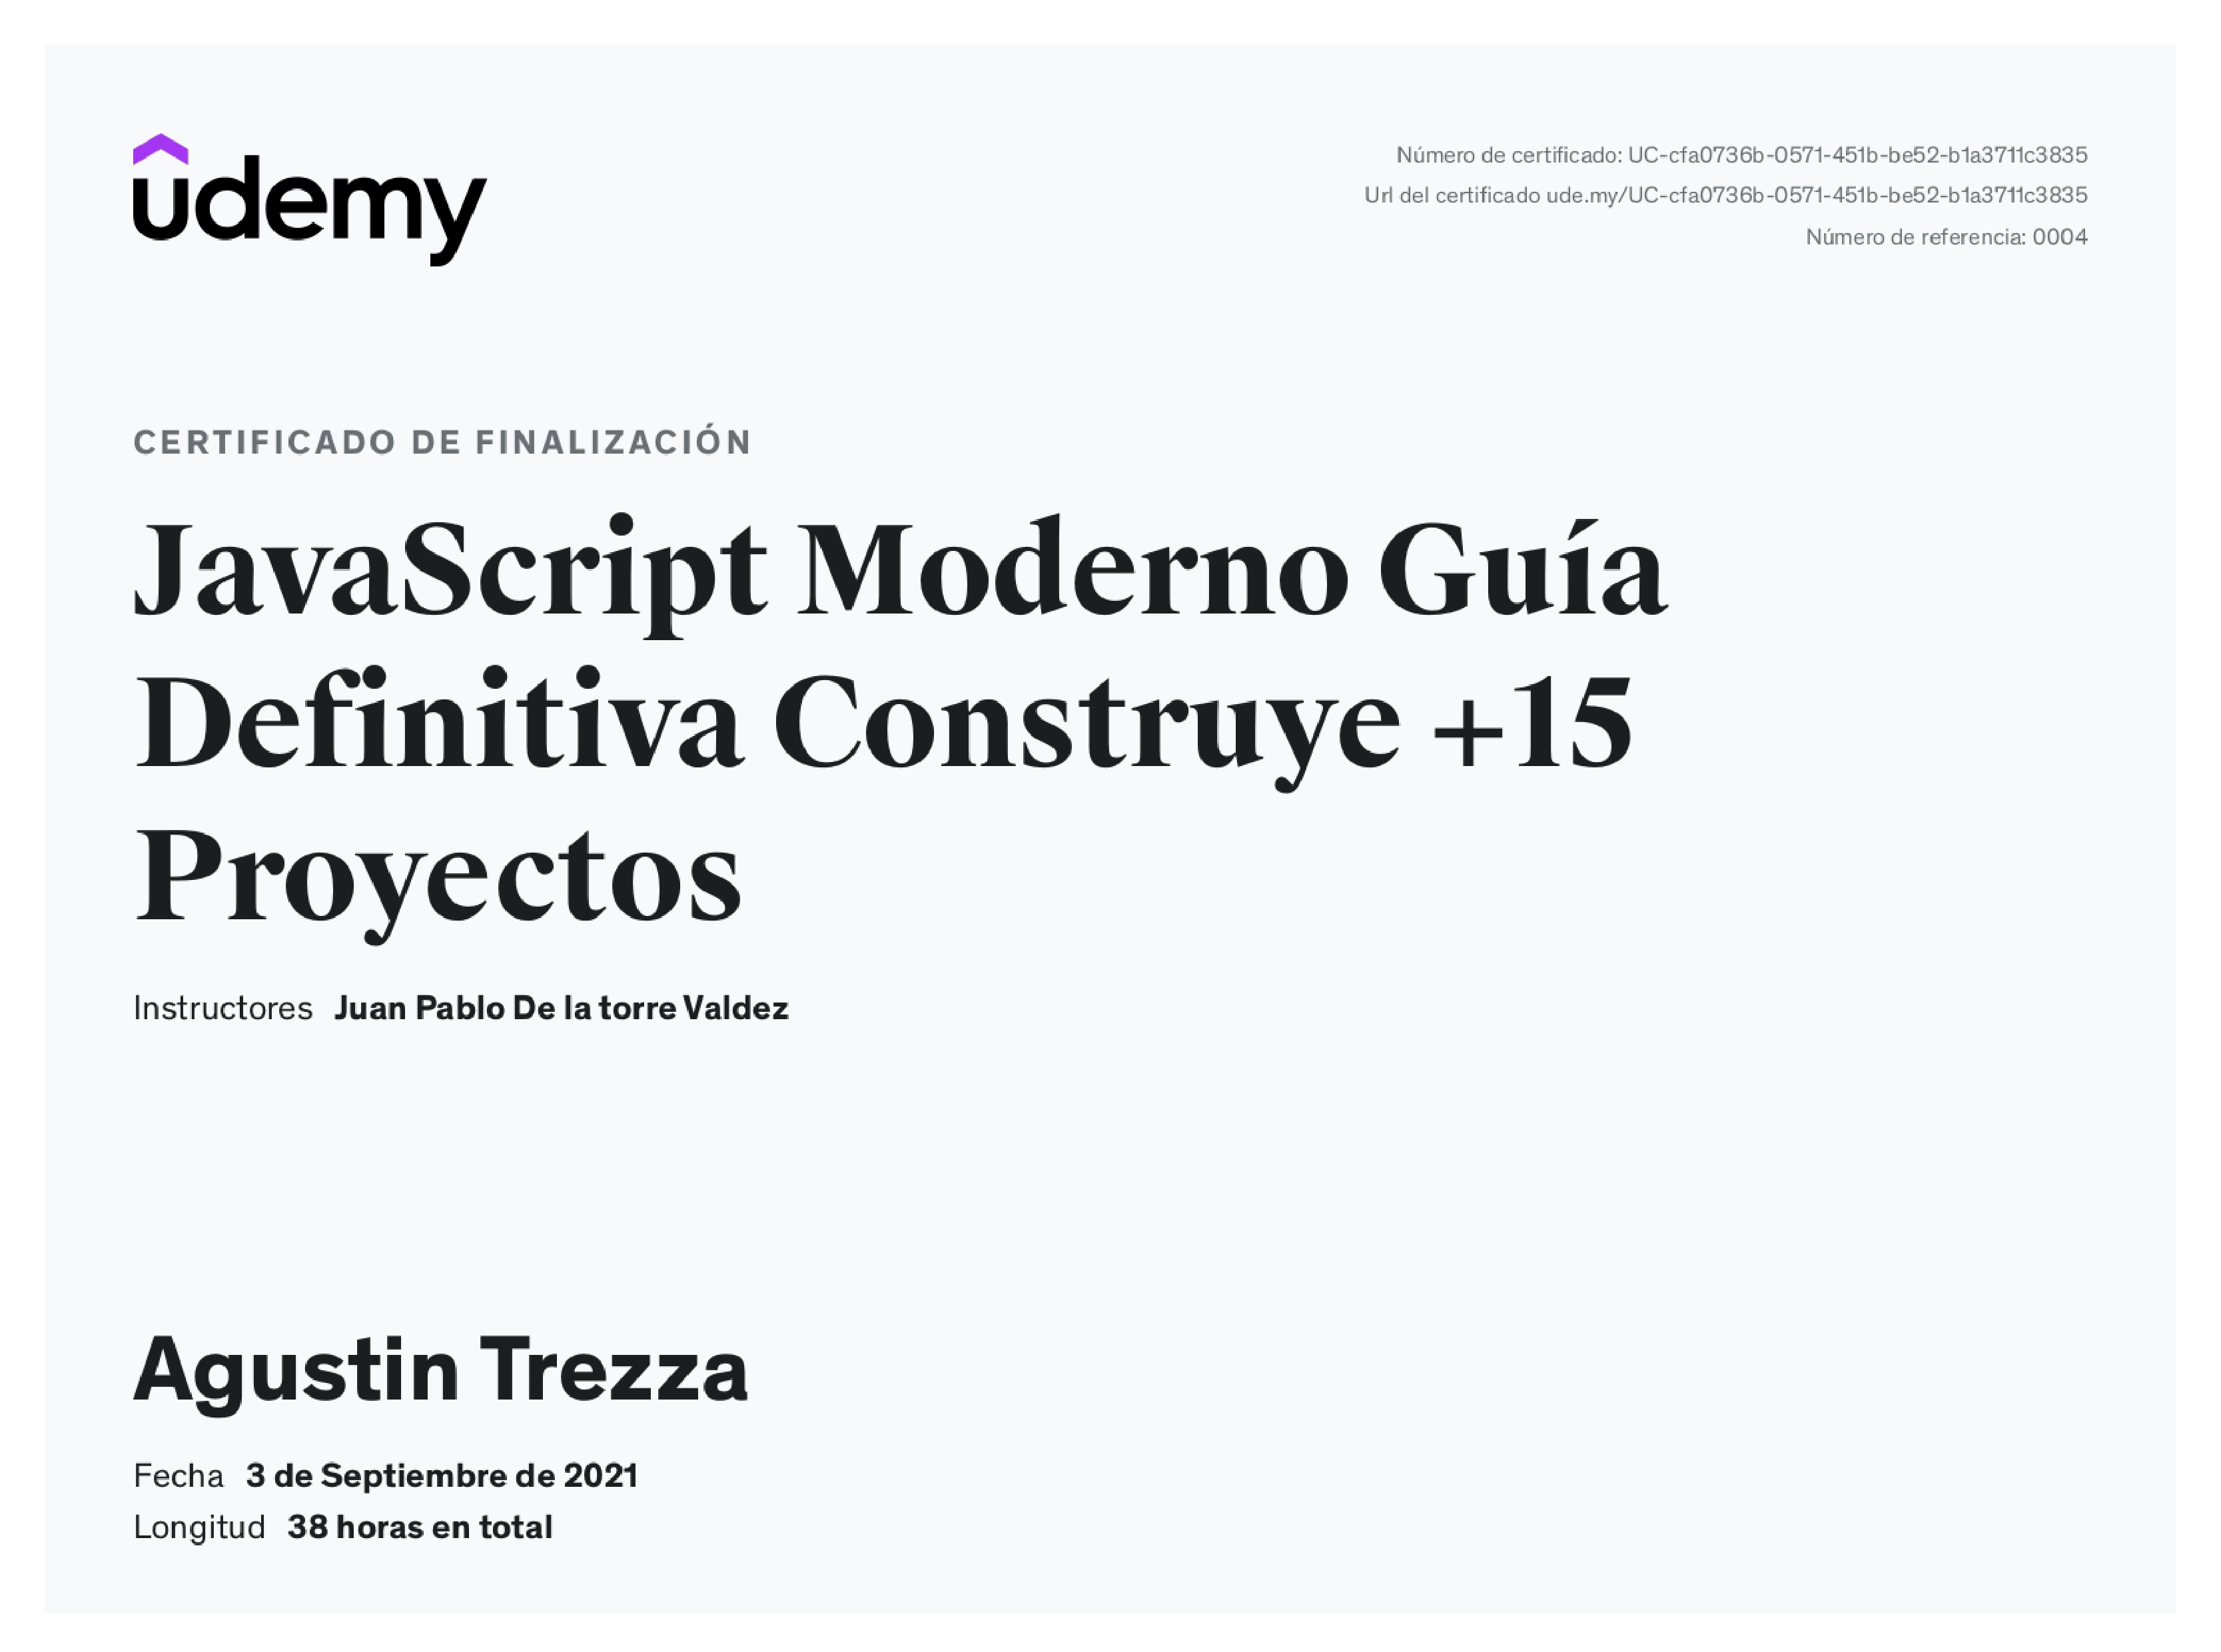 udemy
Número de certificado: UC-cfa0736b-0571-451b-be52-b1a3711c3835
Url del certificado ude.my/UC-cfa0736b-0571-451b-be52-b1a3711c3835
Número de referencia: 0004
CERTIFICADO DE FINALIZACIÓN
JavaScript Moderno Guía
Definitiva Construye +15
Proyectos
Instructores Juan Pablo De la torre Valdez
Agustin Trezza
Fecha 3 de Septiembre de 2021
Longitud 38 horas en total